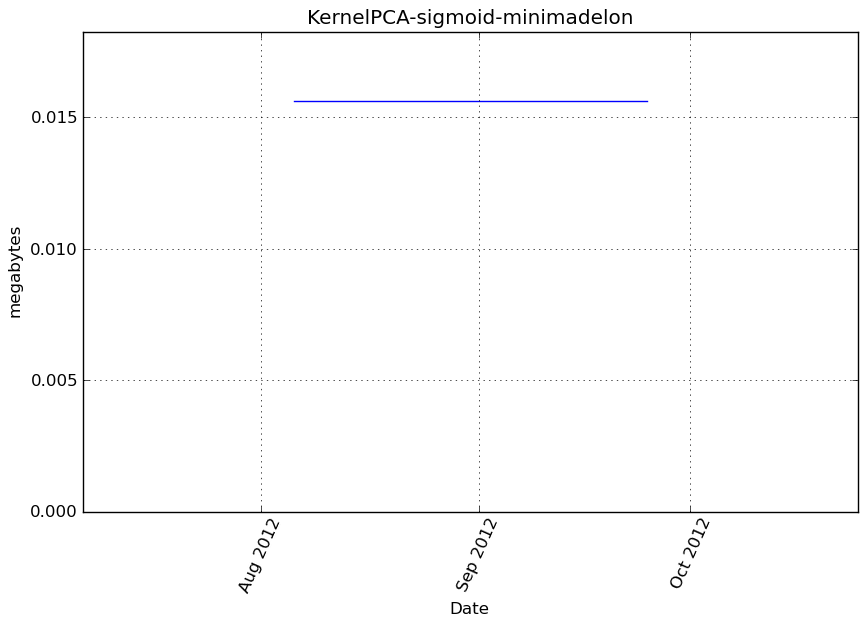 KernelPCA-sigmoid-minimadelon
0.015
0.010
0.005
0.000
megabytes
Aug 2012
Sep 2012
Oct 2012
Date